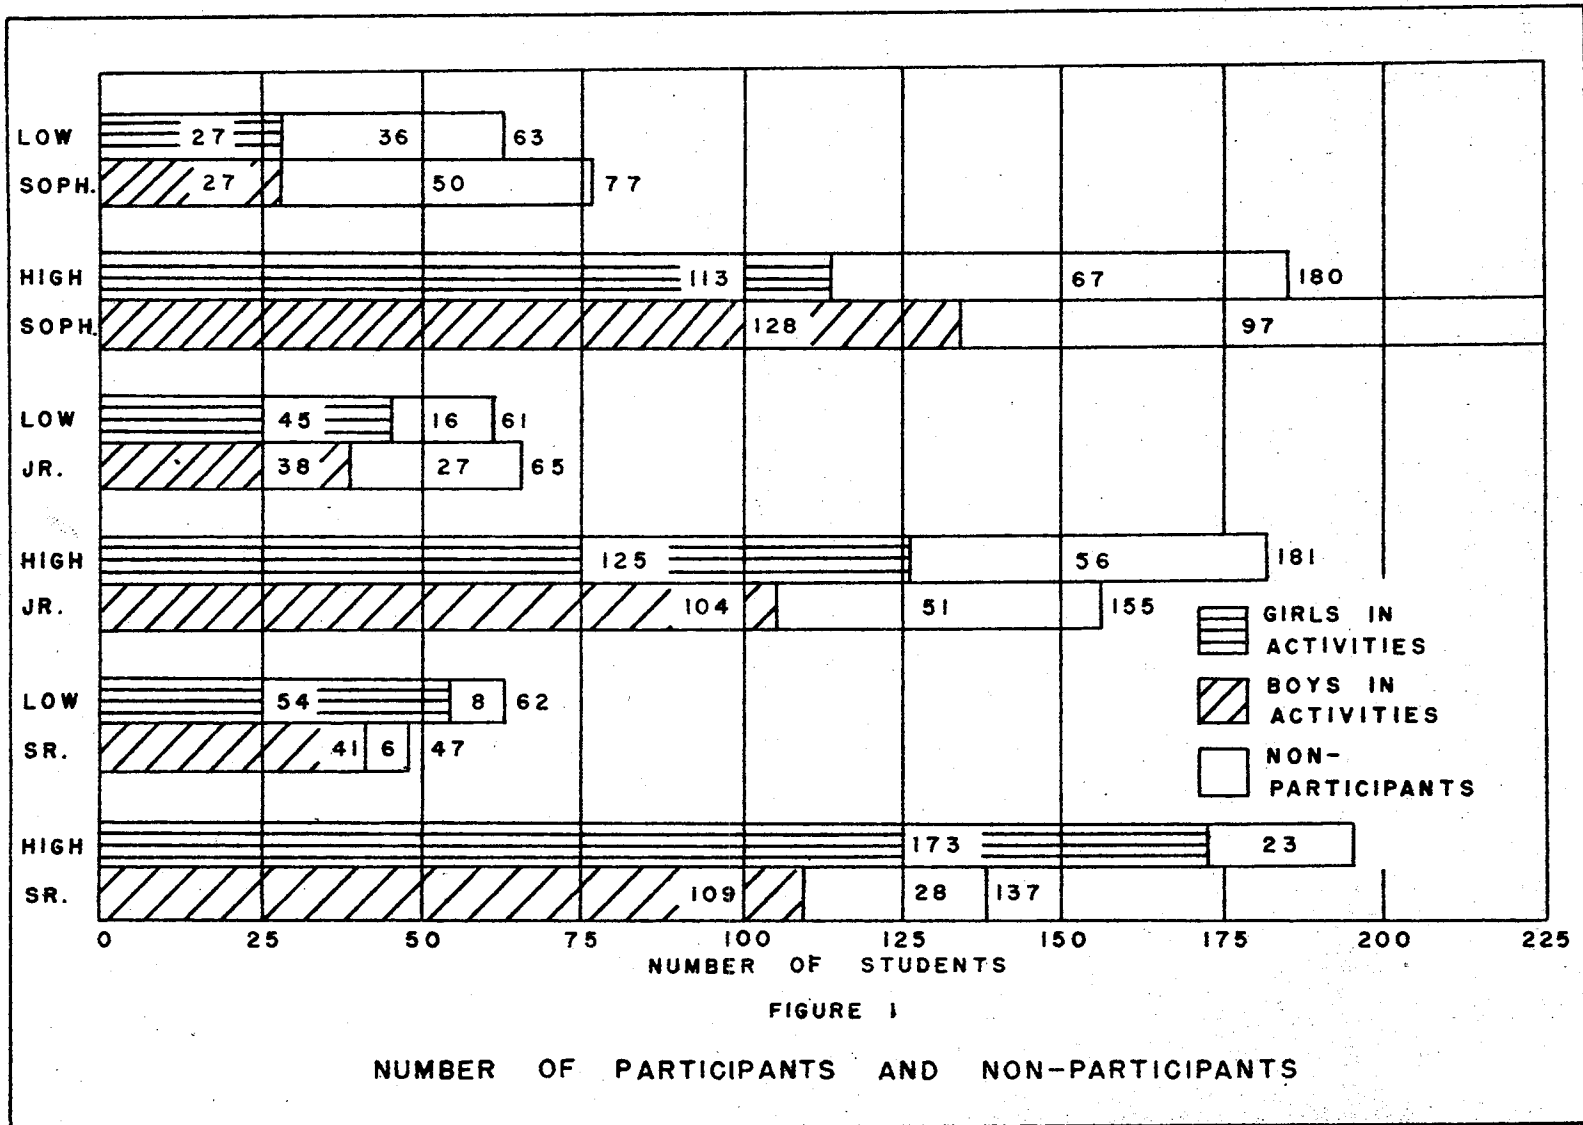 LOW 27 36 63
SOPH. 27 50 77
HIGH 113 67 180
SOPH. 128 97
LOW 45 16 61
JR. 38 27 65
HIGH 125 56 181
JR. 104 51 155
GIRLS IN
ACTIVITIES
LOW 54 8 62
BOYS IN
ACTIVITIES
SR. 41 6 47
NON-
PARTICIPANTS
HIGH 173 23
SR. 109 28 137
0 25 50 75 100 125 150 175 200 225
NUMBER OF STUDENTS
FIGURE 1
NUMBER OF PARTICIPANTS AND NON-PARTICIPANTS